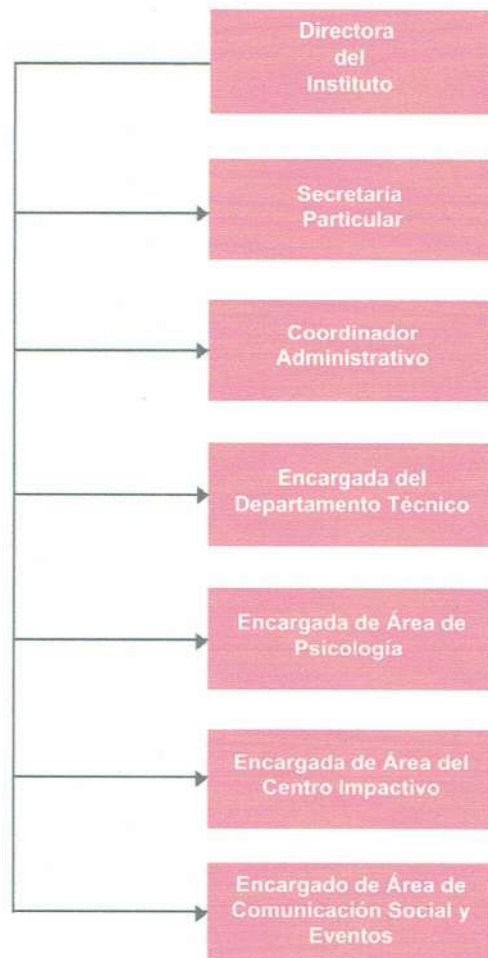 Directora
del
Instituto
Secretaría
Particular
Coordinador
Administrativo
Encargada del
Departamento Técnico
Encargada de Área de
Psicología
Encargada de Área del
Centro Impactivo
Encargado de Área de
Comunicación Social y
Eventos